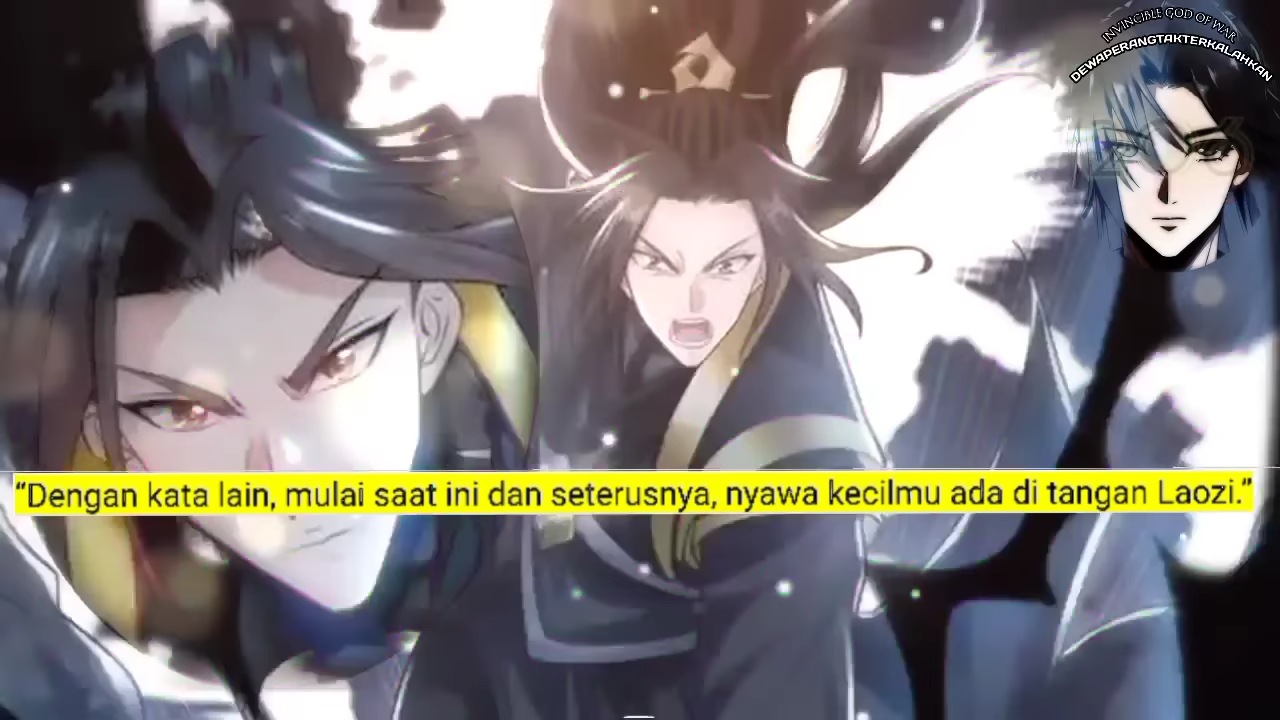 INVINCIBLE GOD OF WAR
DEWAPERANGTAKTERKALAHKAN
“Dengan kata lain, mulai saat ini dan seterusnya, nyawa kecilmu ada di tangan Laozi.”